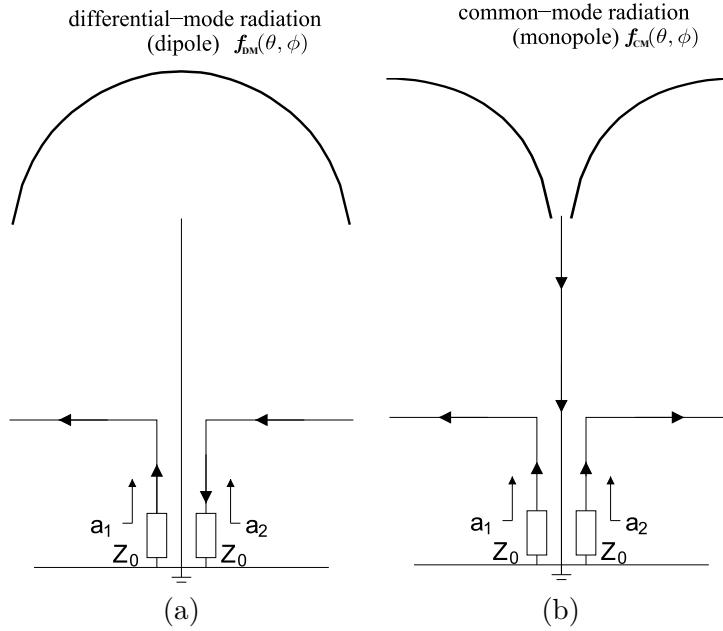 differential–mode radiation
(dipole) f_DM(θ, ϕ)
a1
Z0
Z0
a2
(a)
common–mode radiation
(monopole) f_CM(θ, ϕ)
a1
Z0
Z0
a2
(b)